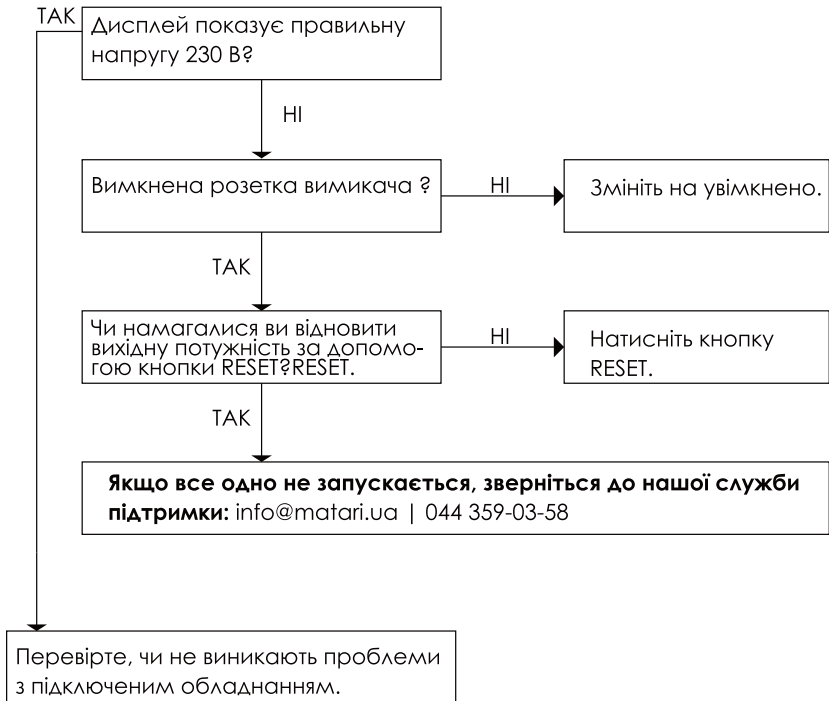 ТАК
Дисплей показує правильну
напругу 230 В?
НІ
Вимкнена розетка вимикача ?
НІ
Змініть на увімкнено.
ТАК
Чи намагалися ви відновити
вихідну потужність за допомо-
гою кнопки RESET?RESET.
НІ
Натисніть кнопку
RESET.
ТАК
Якщо все одно не запускається, зверніться до нашої служби
підтримки: info@matari.ua | 044 359-03-58
Перевірте, чи не виникають проблеми
з підключеним обладнанням.